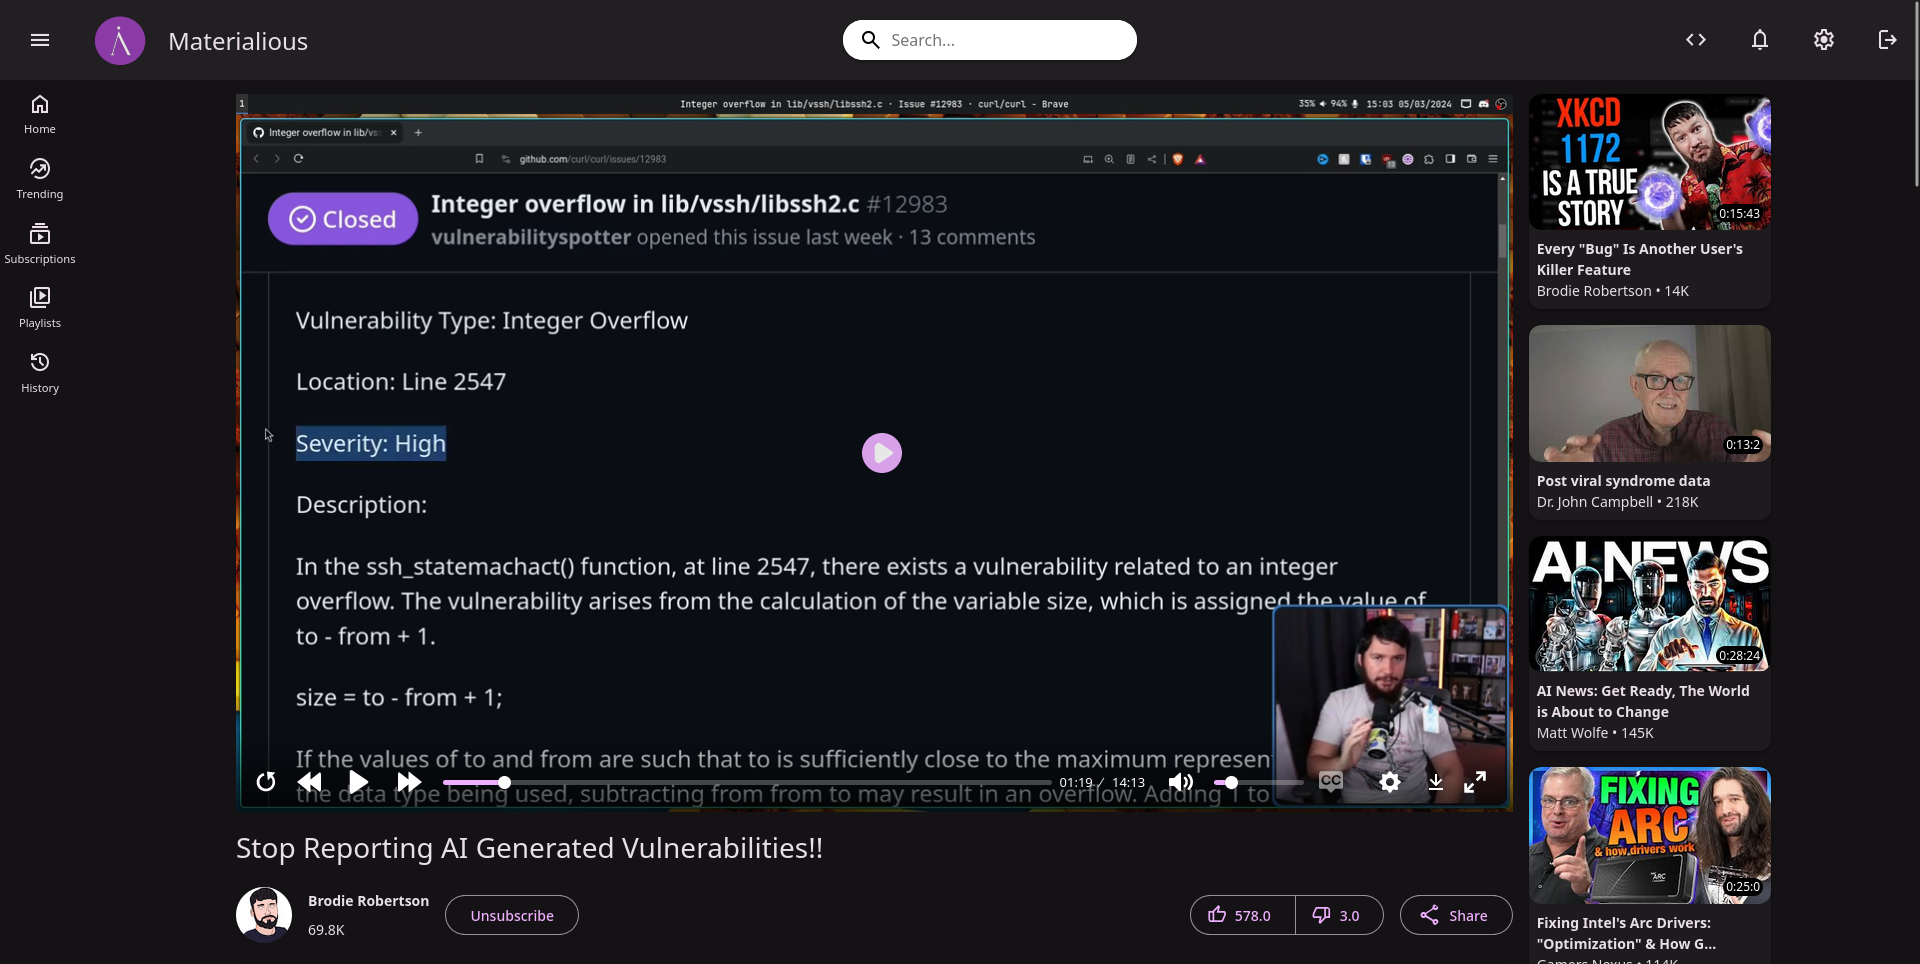 Materialious
Search...
Home
Trending
Subscriptions
Playlists
History
1
Integer overflow in lib/vssh/libssh2.c · Issue #12983 · curl/curl - Brave
35%
94%
15:03 05/03/2024
Integer overflow in lib/vs
github.com/curl/curl/issues/12983
Closed
Integer overflow in lib/vssh/libssh2.c #12983
vulnerabilityspotter opened this issue last week · 13 comments
Vulnerability Type: Integer Overflow
Location: Line 2547
Severity: High
Description:
In the ssh_statemachact() function, at line 2547, there exists a vulnerability related to an integer
overflow. The vulnerability arises from the calculation of the variable size, which is assigned the value of
to - from + 1.
size = to - from + 1;
If the values of to and from are such that to is sufficiently close to the maximum represent
the data type being used, subtracting from from to may result in an overflow. Adding 1 to
01:19 / 14:13
CC
Stop Reporting AI Generated Vulnerabilities!!
Brodie Robertson
69.8K
Unsubscribe
578.0
3.0
Share
XKCD
1172
IS A TRUE
STORY
0:15:43
Every "Bug" Is Another User's
Killer Feature
Brodie Robertson • 14K
0:13:2
Post viral syndrome data
Dr. John Campbell • 218K
AI NEWS
0:28:24
AI News: Get Ready, The World
is About to Change
Matt Wolfe • 145K
FIXING
ARC
& how drivers work
ARC
0:25:0
Fixing Intel's Arc Drivers:
"Optimization" & How G...
Gamers Nexus • 114K